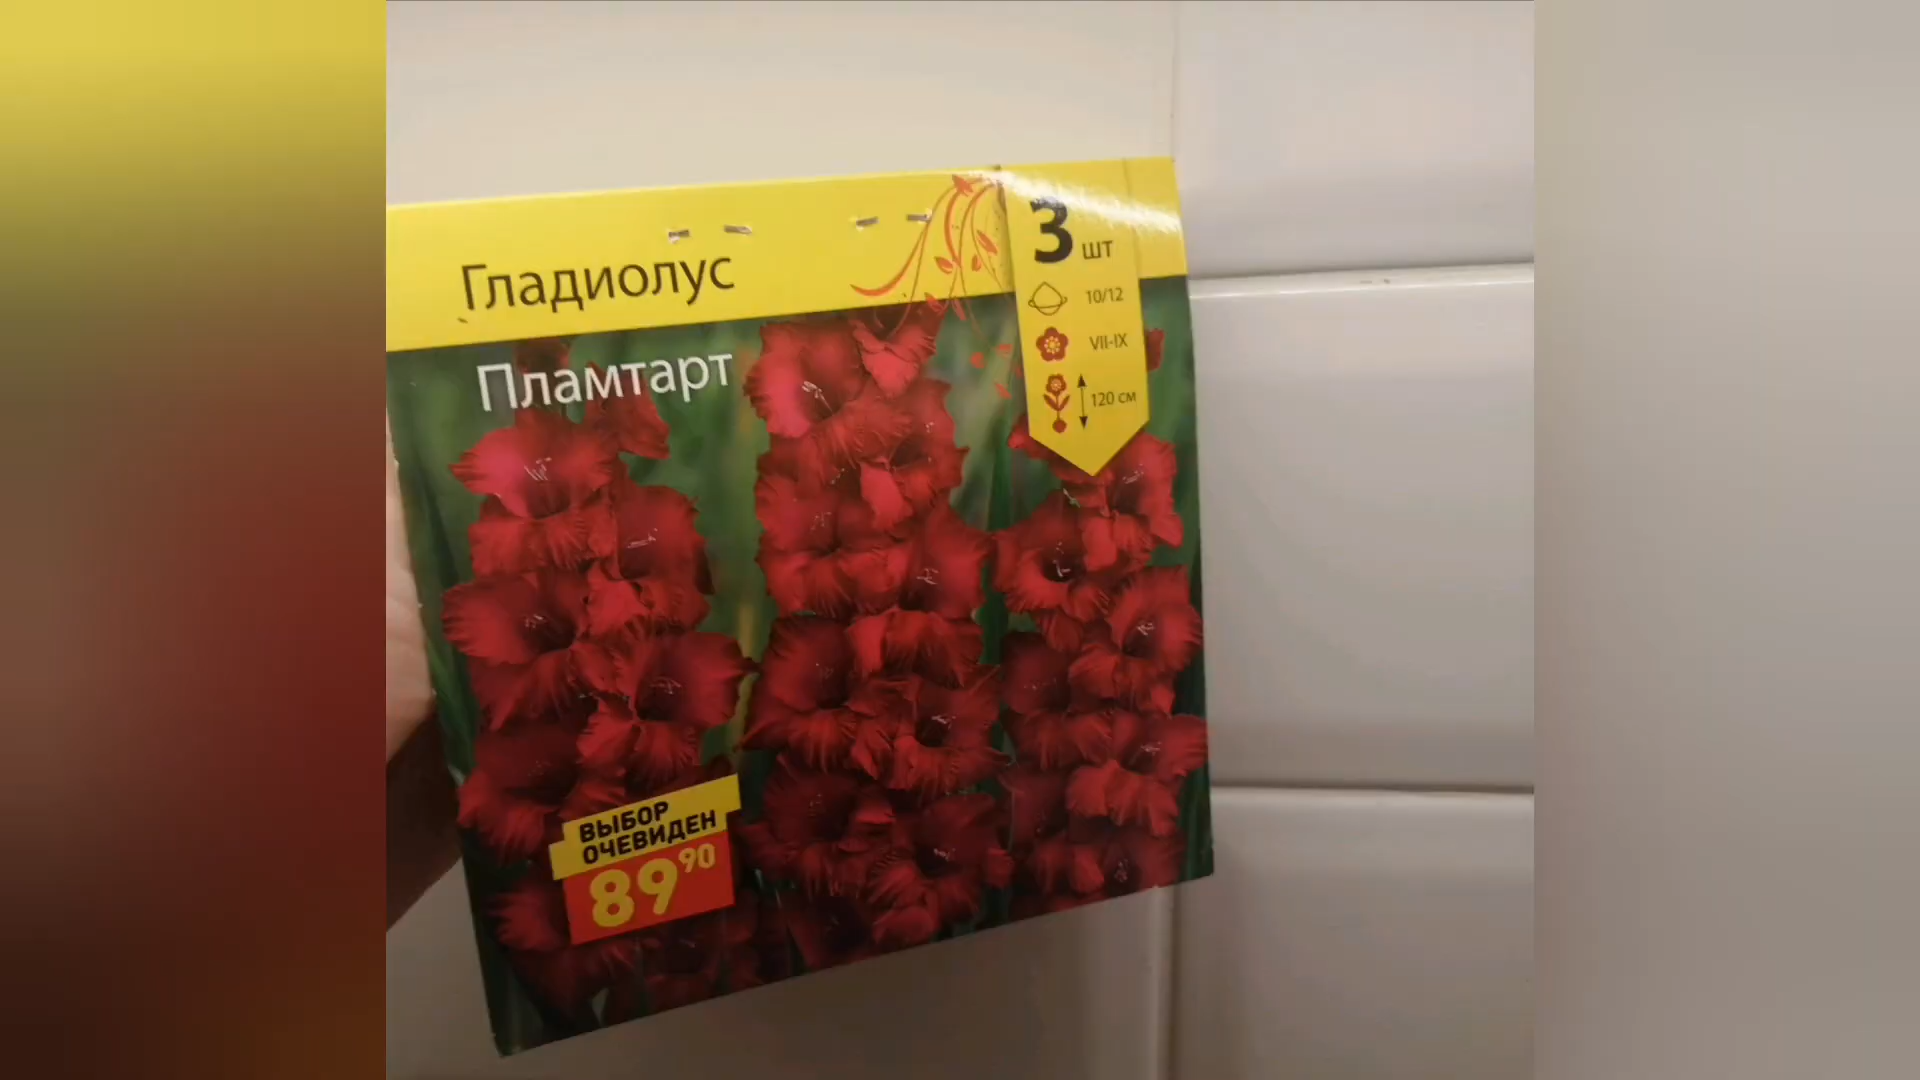 Гладиолус
Пламтарт
3 шт
10/12
VII-IX
120 см
ВЫБОР
ОЧЕВИДЕН
89 90